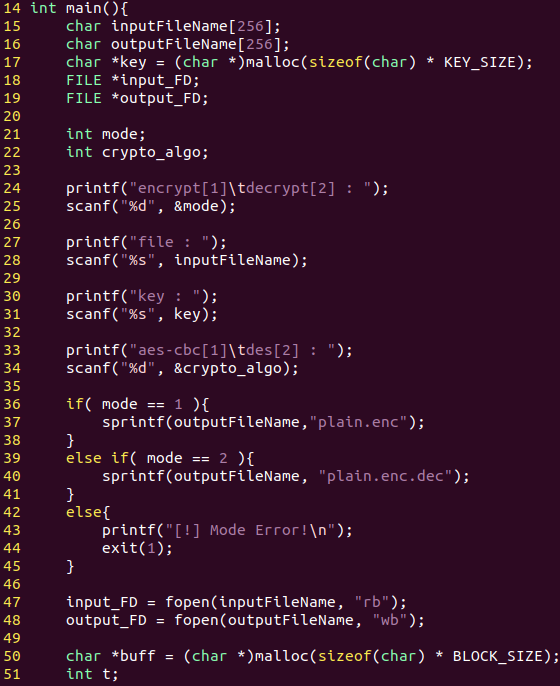 14 int main(){
15     char inputFileName[256];
16     char outputFileName[256];
17     char *key = (char *)malloc(sizeof(char) * KEY_SIZE);
18     FILE *input_FD;
19     FILE *output_FD;
20
21     int mode;
22     int crypto_algo;
23
24     printf("encrypt[1]\tdecrypt[2] : ");
25     scanf("%d", &mode);
26
27     printf("file : ");
28     scanf("%s", inputFileName);
29
30     printf("key : ");
31     scanf("%s", key);
32
33     printf("aes-cbc[1]\tdes[2] : ");
34     scanf("%d", &crypto_algo);
35
36     if( mode == 1 ){
37         sprintf(outputFileName,"plain.enc");
38     }
39     else if( mode == 2 ){
40         sprintf(outputFileName, "plain.enc.dec");
41     }
42     else{
43         printf("[!] Mode Error!\n");
44         exit(1);
45     }
46
47     input_FD = fopen(inputFileName, "rb");
48     output_FD = fopen(outputFileName, "wb");
49
50     char *buff = (char *)malloc(sizeof(char) * BLOCK_SIZE);
51     int t;